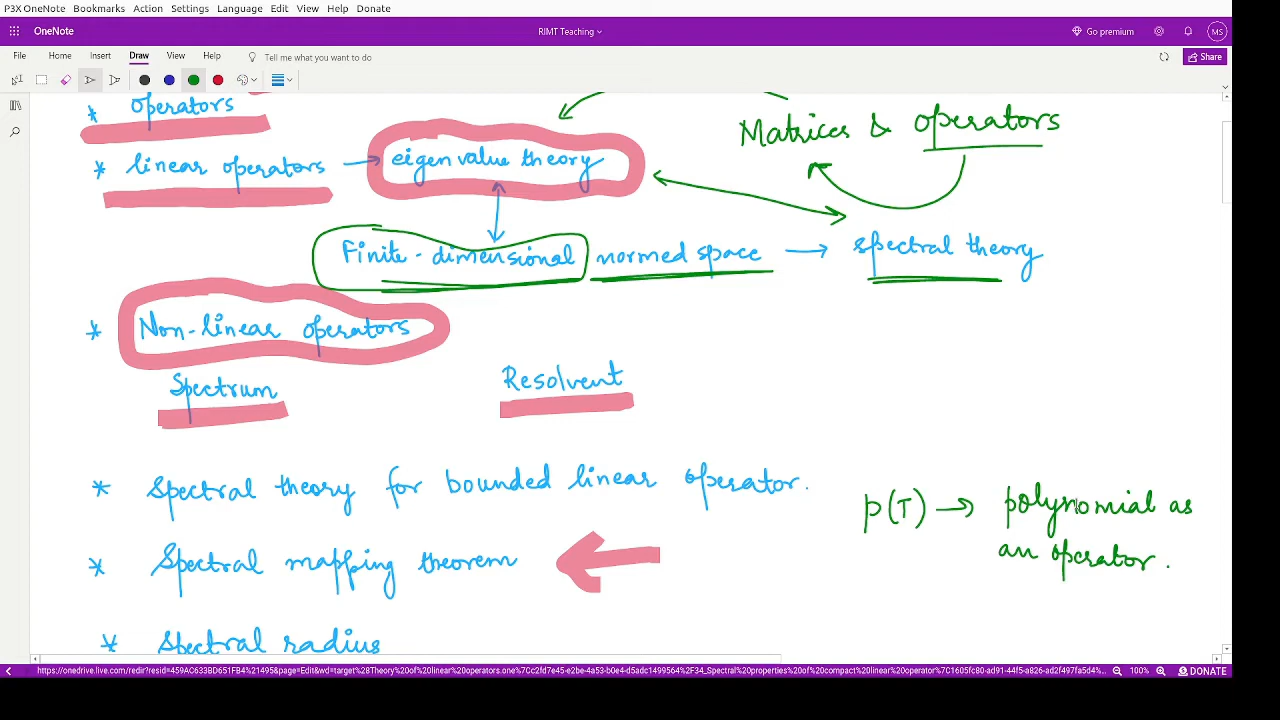 P3X OneNote Bookmarks Action Settings Language Edit View Help Donate
OneNote
RIMT Teaching
Go premium
MS
File Home Insert Draw View Help
Tell me what you want to do
Share
* operators
Matrices & operators
* linear operators → eigenvalue theory
Finite - dimensional normed space → spectral theory
* Non-linear operators
Spectrum
Resolvent
* Spectral theory for bounded linear operator.
p(T) → polynomial as
an operator.
* Spectral mapping theorem
* Spectral radius
100%
DONATE